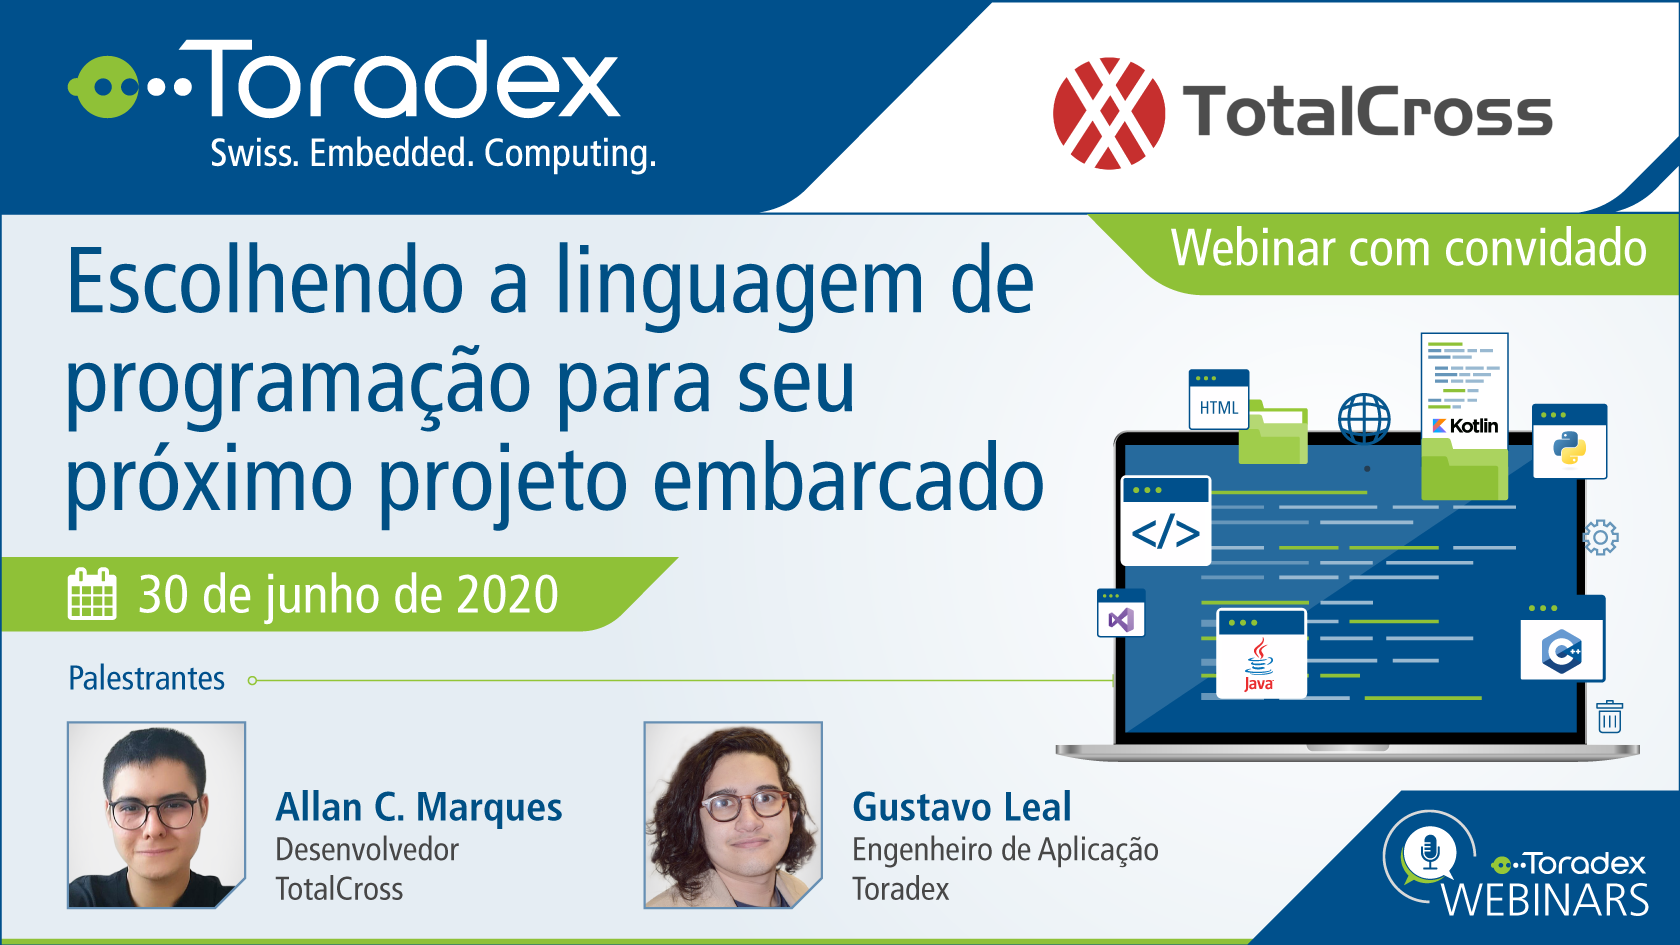 Toradex
Swiss. Embedded. Computing.
TotalCross
Webinar com convidado
Escolhendo a linguagem de
programação para seu
próximo projeto embarcado
30 de junho de 2020
HTML
Kotlin
</>
Java
C++
Palestrantes
Allan C. Marques
Desenvolvedor
TotalCross
Gustavo Leal
Engenheiro de Aplicação
Toradex
Toradex
WEBINARS